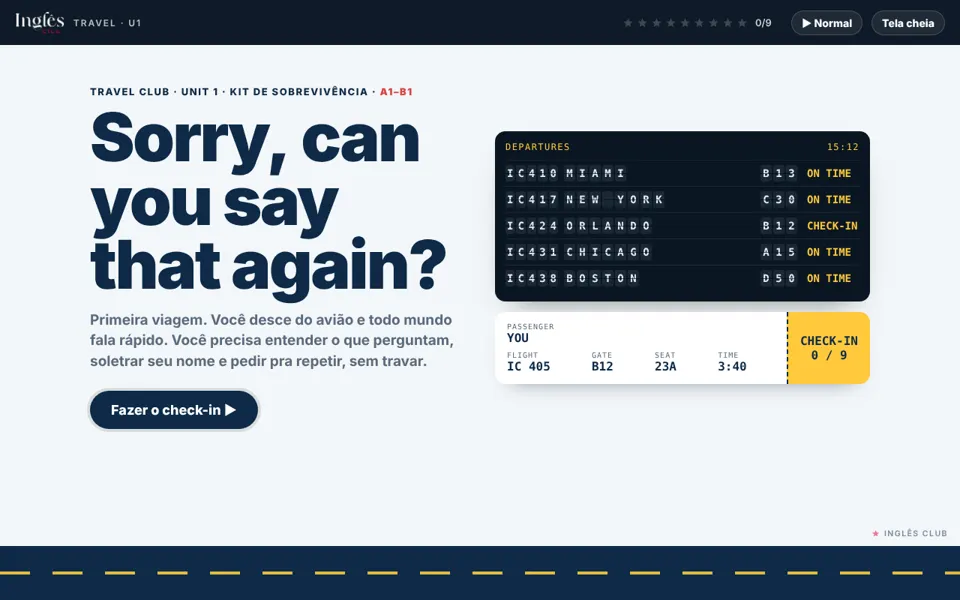 Inglês
CLUB
TRAVEL · U1
★ ★ ★ ★ ★ ★ ★ ★ ★ 0/9
▶ Normal
Tela cheia
TRAVEL CLUB · UNIT 1 · KIT DE SOBREVIVÊNCIA · A1–B1
Sorry, can
you say
that again?
Primeira viagem. Você desce do avião e todo mundo
fala rápido. Você precisa entender o que perguntam,
soletrar seu nome e pedir pra repetir, sem travar.
Fazer o check-in ▶
DEPARTURES 15:12
IC410 MIAMI B13 ON TIME
IC417 NEW YORK C30 ON TIME
IC424 ORLANDO B12 CHECK-IN
IC431 CHICAGO A15 ON TIME
IC438 BOSTON D50 ON TIME
PASSENGER
YOU
FLIGHT GATE SEAT TIME
IC 405 B12 23A 3:40
CHECK-IN
0 / 9
★ INGLÊS CLUB